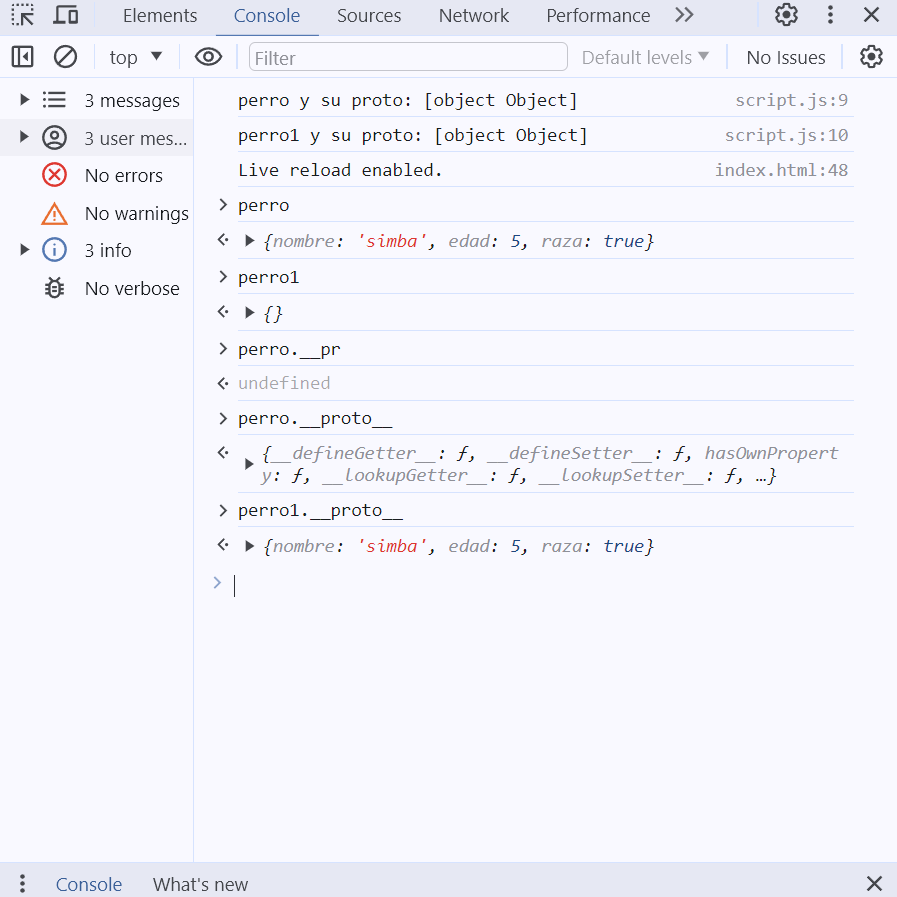 Elements Console Sources Network Performance
top Filter Default levels No Issues
3 messages
3 user mes...
No errors
No warnings
3 info
No verbose
perro y su proto: [object Object] script.js:9
perro1 y su proto: [object Object] script.js:10
Live reload enabled. index.html:48
> perro
{nombre: 'simba', edad: 5, raza: true}
> perro1
{}
> perro.__pr
undefined
> perro.__proto__
{__defineGetter__: ƒ, __defineSetter__: ƒ, hasOwnPropert
y: ƒ, __lookupGetter__: ƒ, __lookupSetter__: ƒ, …}
> perro1.__proto__
{nombre: 'simba', edad: 5, raza: true}
>
Console What's new